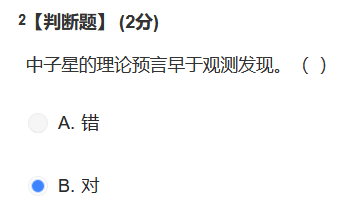 2【判断题】 (2分)
中子星的理论预言早于观测发现。 （ ）
A. 错
B. 对